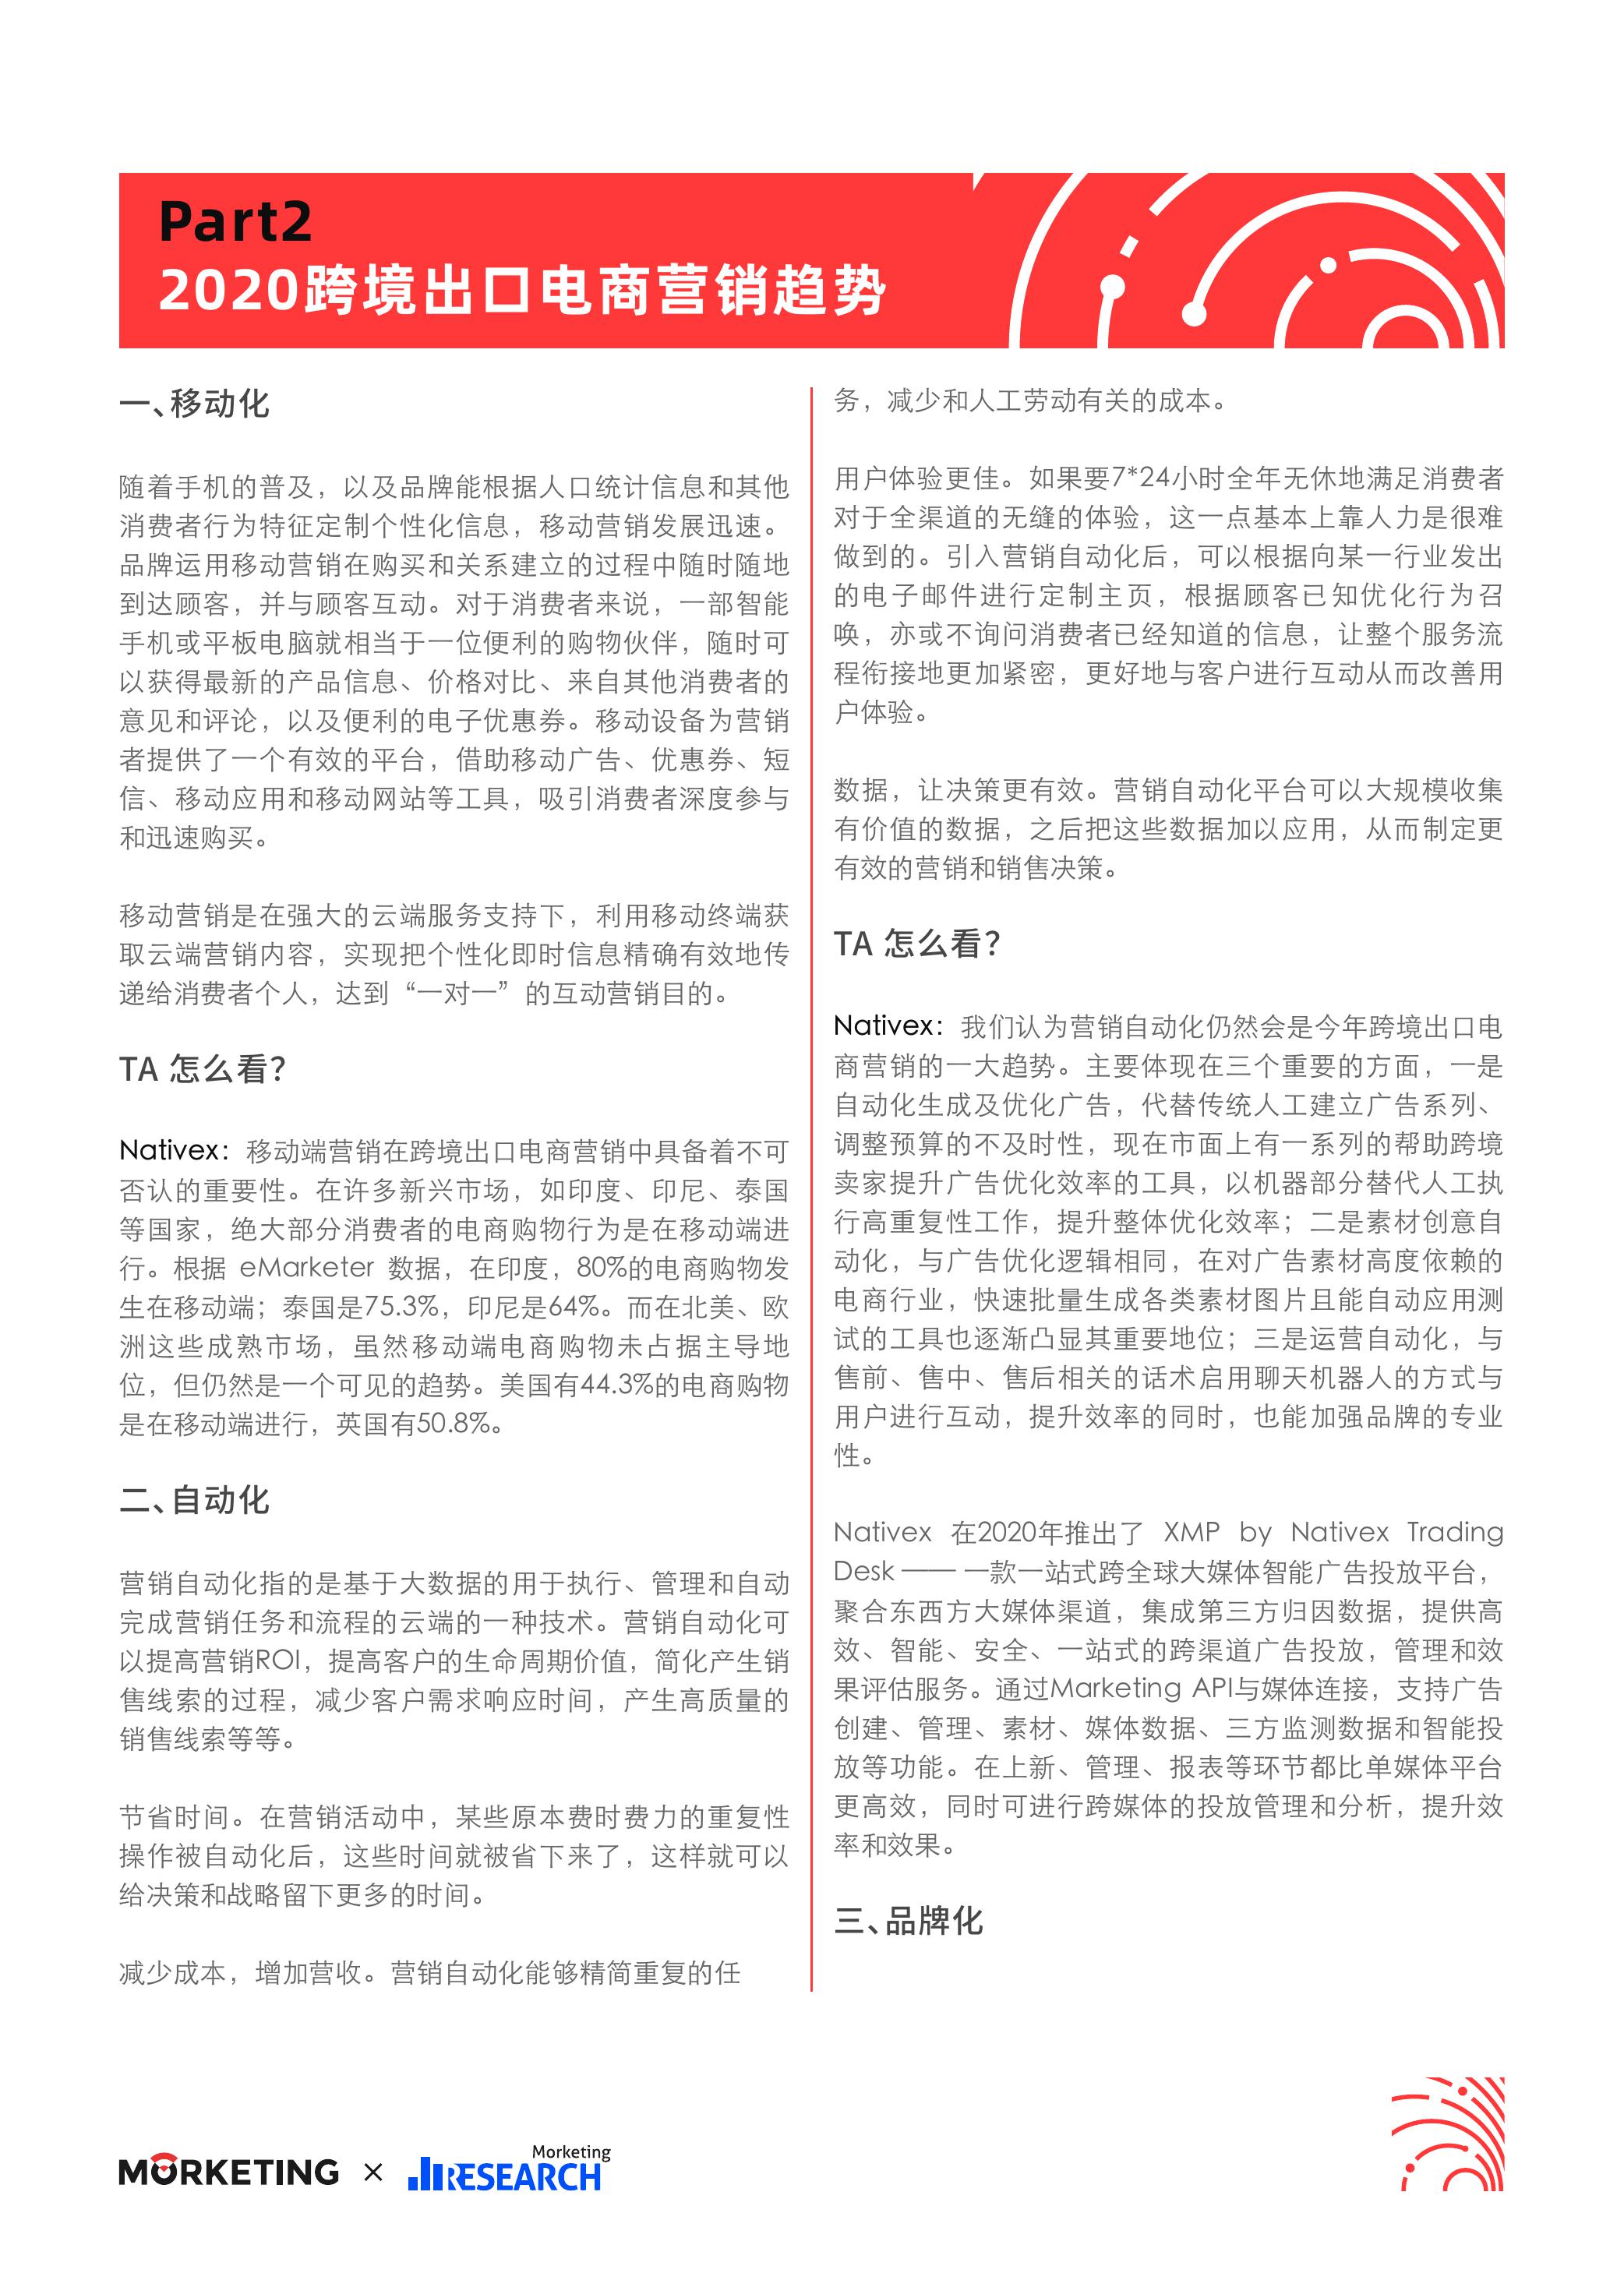 Part2
2020跨境出口电商营销趋势
一、移动化
随着手机的普及，以及品牌能根据人口统计信息和其他
消费者行为特征定制个性化信息，移动营销发展迅速。
品牌运用移动营销在购买和关系建立的过程中随时随地
到达顾客，并与顾客互动。对于消费者来说，一部智能
手机或平板电脑就相当于一位便利的购物伙伴，随时可
以获得最新的产品信息、价格对比、来自其他消费者的
意见和评论，以及便利的电子优惠券。移动设备为营销
者提供了一个有效的平台，借助移动广告、优惠券、短
信、移动应用和移动网站等工具，吸引消费者深度参与
和迅速购买。
移动营销是在强大的云端服务支持下，利用移动终端获
取云端营销内容，实现把个性化即时信息精确有效地传
递给消费者个人，达到“一对一”的互动营销目的。
TA 怎么看?
Nativex：移动端营销在跨境出口电商营销中具备着不可
否认的重要性。在许多新兴市场，如印度、印尼、泰国
等国家，绝大部分消费者的电商购物行为是在移动端进
行。根据 eMarketer 数据，在印度，80%的电商购物发
生在移动端；泰国是75.3%，印尼是64%。而在北美、欧
洲这些成熟市场，虽然移动端电商购物未占据主导地
位，但仍然是一个可见的趋势。美国有44.3%的电商购物
是在移动端进行，英国有50.8%。
二、自动化
营销自动化指的是基于大数据的用于执行、管理和自动
完成营销任务和流程的云端的一种技术。营销自动化可
以提高营销ROI，提高客户的生命周期价值，简化产生销
售线索的过程，减少客户需求响应时间，产生高质量的
销售线索等等。
节省时间。在营销活动中，某些原本费时费力的重复性
操作被自动化后，这些时间就被省下来了，这样就可以
给决策和战略留下更多的时间。
减少成本，增加营收。营销自动化能够精简重复的任
务，减少和人工劳动有关的成本。
用户体验更佳。如果要7*24小时全年无休地满足消费者
对于全渠道的无缝的体验，这一点基本上靠人力是很难
做到的。引入营销自动化后，可以根据向某一行业发出
的电子邮件进行定制主页，根据顾客已知优化行为召
唤，亦或不询问消费者已经知道的信息，让整个服务流
程衔接地更加紧密，更好地与客户进行互动从而改善用
户体验。
数据，让决策更有效。营销自动化平台可以大规模收集
有价值的数据，之后把这些数据加以应用，从而制定更
有效的营销和销售决策。
TA 怎么看?
Nativex：我们认为营销自动化仍然会是今年跨境出口电
商营销的一大趋势。主要体现在三个重要的方面，一是
自动化生成及优化广告，代替传统人工建立广告系列、
调整预算的不及时性，现在市面上有一系列的帮助跨境
卖家提升广告优化效率的工具，以机器部分替代人工执
行高重复性工作，提升整体优化效率；二是素材创意自
动化，与广告优化逻辑相同，在对广告素材高度依赖的
电商行业，快速批量生成各类素材图片且能自动应用测
试的工具也逐渐凸显其重要地位；三是运营自动化，与
售前、售中、售后相关的话术启用聊天机器人的方式与
用户进行互动，提升效率的同时，也能加强品牌的专业
性。
Nativex 在2020年推出了 XMP by Nativex Trading
Desk —— 一款一站式跨全球大媒体智能广告投放平台，
聚合东西方大媒体渠道，集成第三方归因数据，提供高
效、智能、安全、一站式的跨渠道广告投放，管理和效
果评估服务。通过Marketing API与媒体连接，支持广告
创建、管理、素材、媒体数据、三方监测数据和智能投
放等功能。在上新、管理、报表等环节都比单媒体平台
更高效，同时可进行跨媒体的投放管理和分析，提升效
率和效果。
三、品牌化
MORKETING × Morketing RESEARCH